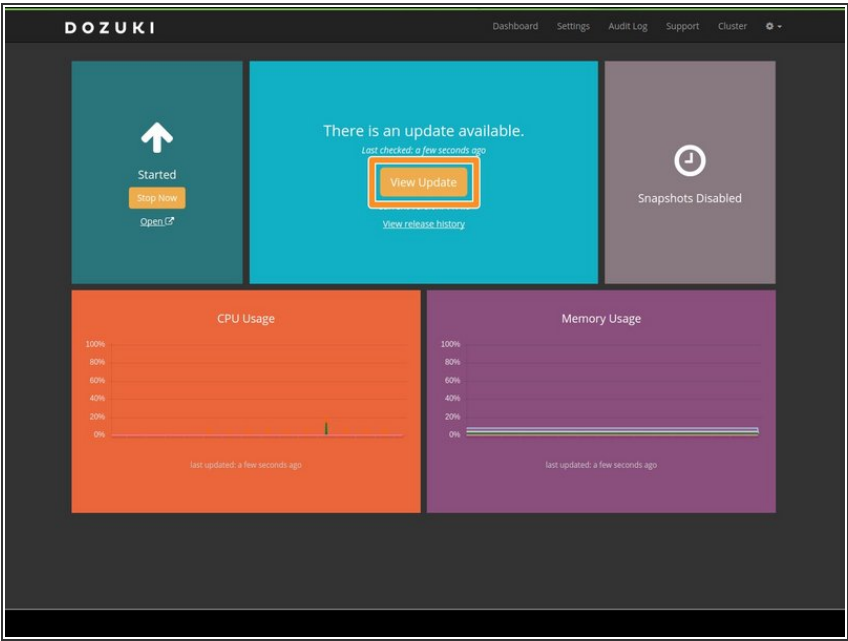 DOZUKI
Dashboard Settings Audit Log Support Cluster
Started
Stop Now
Open
There is an update available.
Last checked: a few seconds ago
View Update
View release history
Snapshots Disabled
CPU Usage
100%
80%
60%
40%
20%
0%
last updated: a few seconds ago
Memory Usage
100%
80%
60%
40%
20%
0%
last updated: a few seconds ago